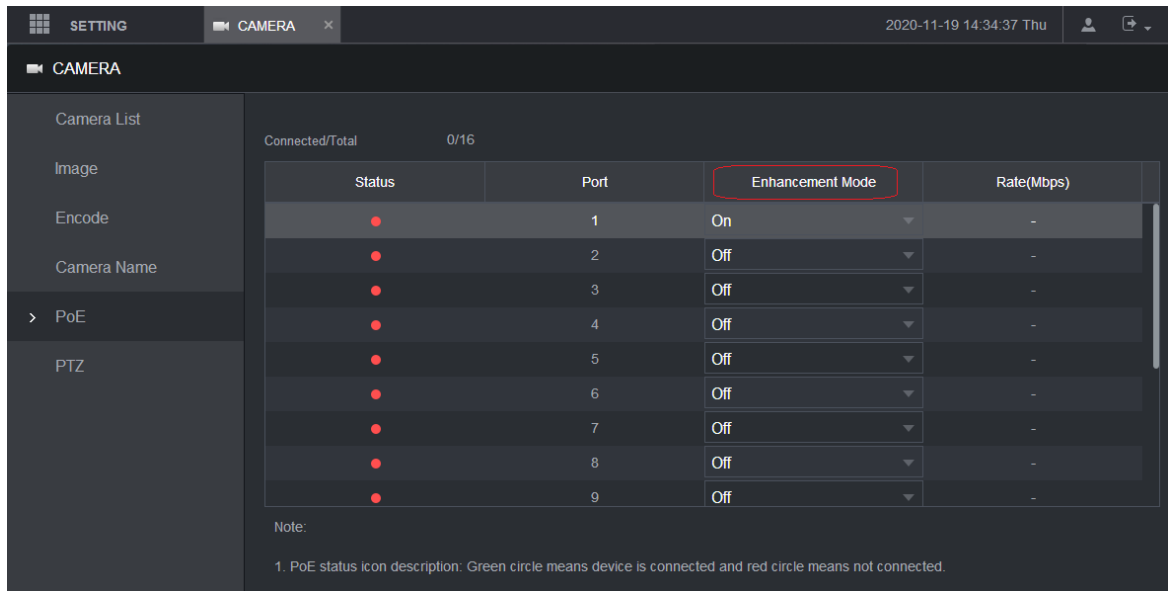 SETTING CAMERA × 2020-11-19 14:34:37 Thu
CAMERA
Camera List
Image
Encode
Camera Name
> PoE
PTZ
Connected/Total 0/16
Status Port Enhancement Mode Rate(Mbps)
1 On -
2 Off -
3 Off -
4 Off -
5 Off -
6 Off -
7 Off -
8 Off -
9 Off -
Note:
1. PoE status icon description: Green circle means device is connected and red circle means not connected.